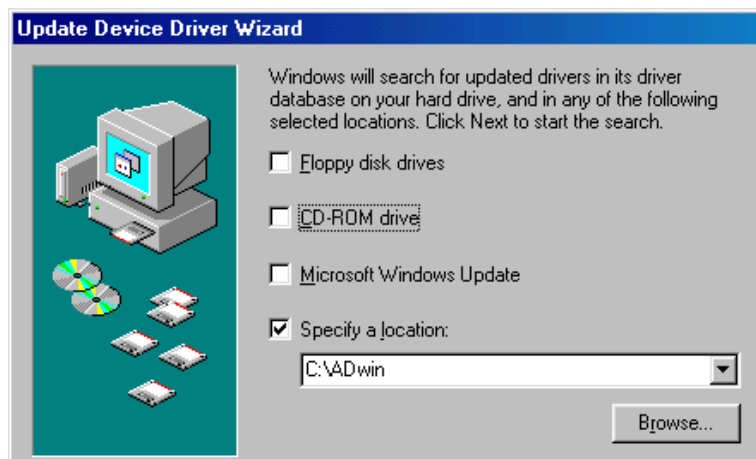 Update Device Driver Wizard
Windows will search for updated drivers in its driver
database on your hard drive, and in any of the following
selected locations. Click Next to start the search.
Floppy disk drives
CD-ROM drive
Microsoft Windows Update
Specify a location:
C:\ADwin
Browse...